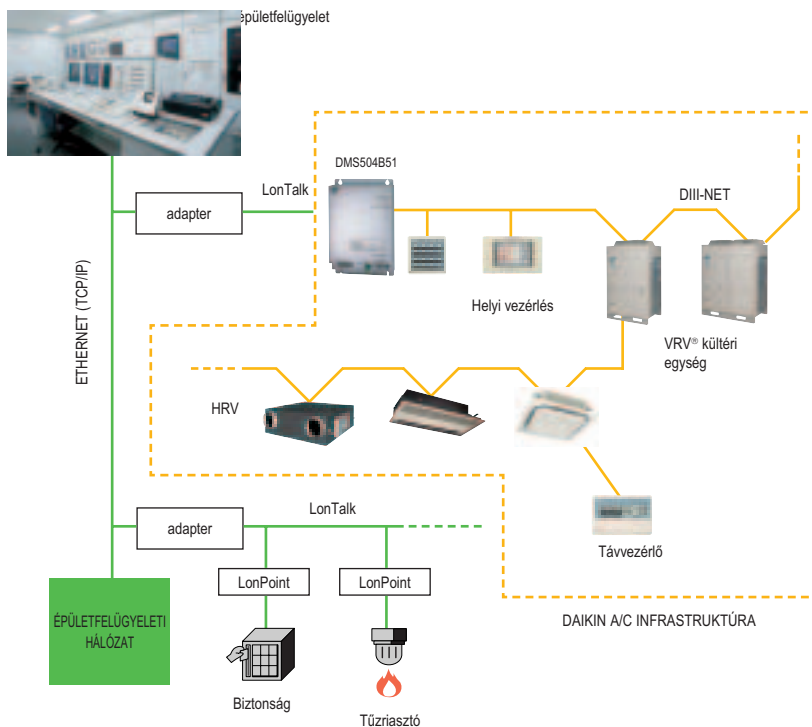 épületfelügyelet
DMS504B51
LonTalk
DIII-NET
adapter
Helyi vezérlés
ETHERNET (TCP/IP)
VRV® kültéri
egység
HRV
LonTalk
adapter
Távvezérlő
LonPoint
LonPoint
ÉPÜLETFELÜGYELETI
HÁLÓZAT
DAIKIN A/C INFRASTRUKTÚRA
Biztonság
Tűzriasztó